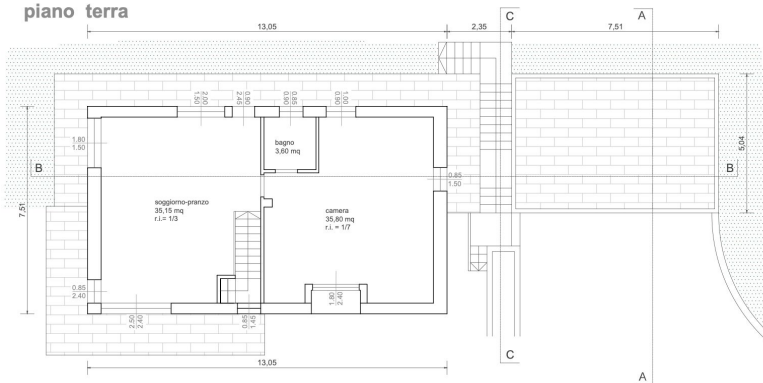 piano terra
13,05
2,35
7,51
C
A
2.00
1.50
0.90
2.45
0.85
0.90
1.00
0.90
1.80
1.50
bagno
3,60 mq
5,04
B
B
0.85
1.50
7,51
soggiorno-pranzo
35,15 mq
r.i.= 1/3
camera
35,80 mq
r.i. = 1/7
0.85
2.40
1.80
2.40
2.50
2.40
0.85
1.45
13,05
C
A